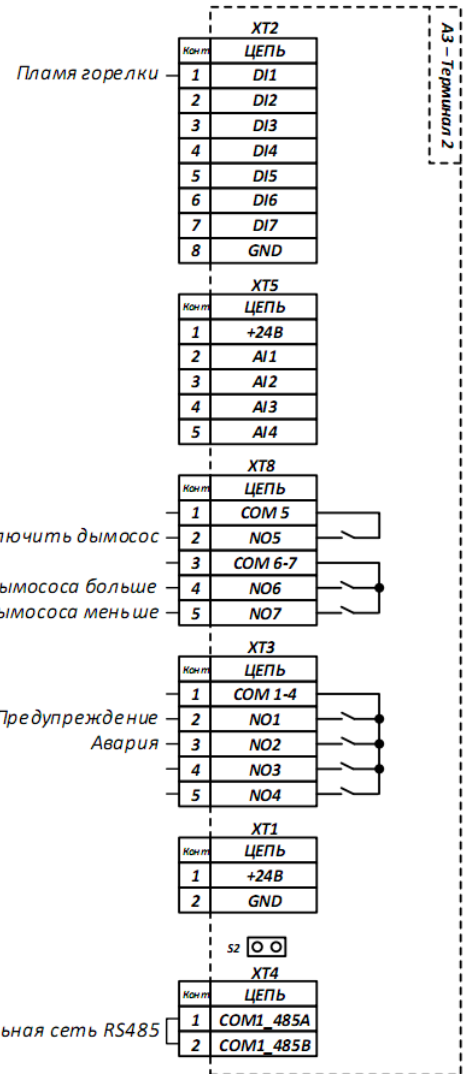 А3 – Терминал 2
XT2
Конт ЦЕПЬ
Пламя горелки 1 DI1
2 DI2
3 DI3
4 DI4
5 DI5
6 DI6
7 DI7
8 GND
XT5
Конт ЦЕПЬ
1 +24В
2 AI1
3 AI2
4 AI3
5 AI4
XT8
Конт ЦЕПЬ
1 COM 5
лючить дымосос 2 NO5
3 COM 6-7
ымососа больше 4 NO6
ымососа меньше 5 NO7
XT3
Конт ЦЕПЬ
1 COM 1-4
Предупреждение 2 NO1
Авария 3 NO2
4 NO3
5 NO4
XT1
Конт ЦЕПЬ
1 +24В
2 GND
S2
XT4
Конт ЦЕПЬ
ьная сеть RS485 1 COM1_485A
2 COM1_485B